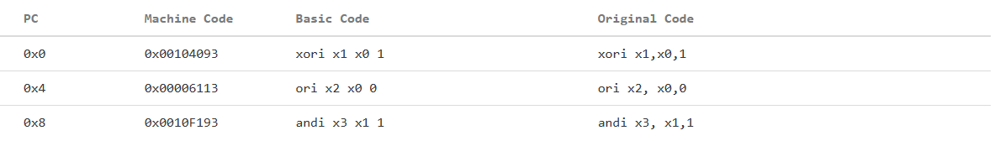 PC Machine Code Basic Code Original Code
0x0 0x00104093 xori x1 x0 1 xori x1,x0,1
0x4 0x00006113 ori x2 x0 0 ori x2, x0,0
0x8 0x0010F193 andi x3 x1 1 andi x3, x1,1